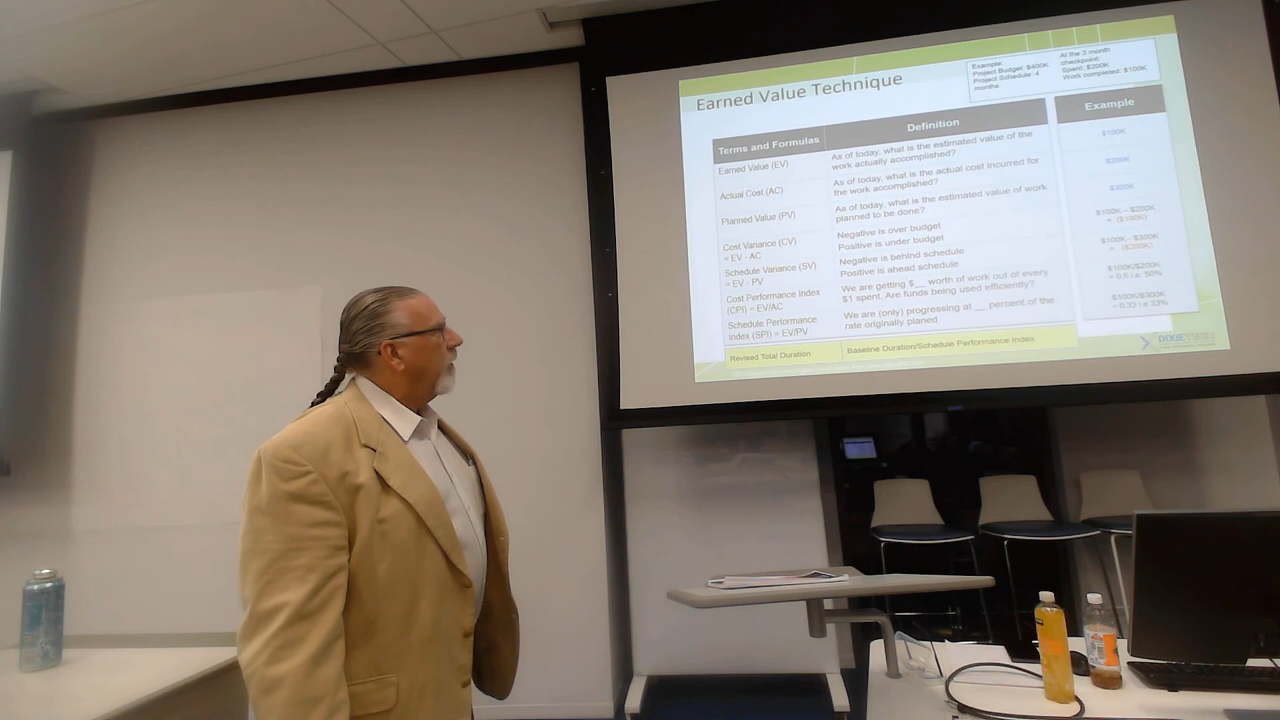 Earned Value Technique
Example:
Project Budget: $400K
Project Schedule: 4
months
At the 3 month
checkpoint
Spent: $200K
Work completed: $100K
Terms and Formulas
Definition
Example
Earned Value (EV)
As of today, what is the estimated value of the
work actually accomplished?
$100K
Actual Cost (AC)
As of today, what is the actual cost incurred for
the work accomplished?
$200K
Planned Value (PV)
As of today, what is the estimated value of work
planned to be done?
$300K
Cost Variance (CV)
= EV - AC
Negative is over budget
Positive is under budget
$100K – $200K
= ($100K)
Schedule Variance (SV)
= EV - PV
Negative is behind schedule
Positive is ahead schedule
$100K - $300K
= ($200K)
Cost Performance Index
(CPI) = EV/AC
We are getting $__ worth of work out of every
$1 spent. Are funds being used efficiently?
$100K/$200K
= 0.5 i.e. 50%
Schedule Performance
Index (SPI) = EV/PV
We are (only) progressing at __ percent of the
rate originally planed
$100K/$300K
= 0.33 i.e 33%
Revised Total Duration
Baseline Duration/Schedule Performance Index